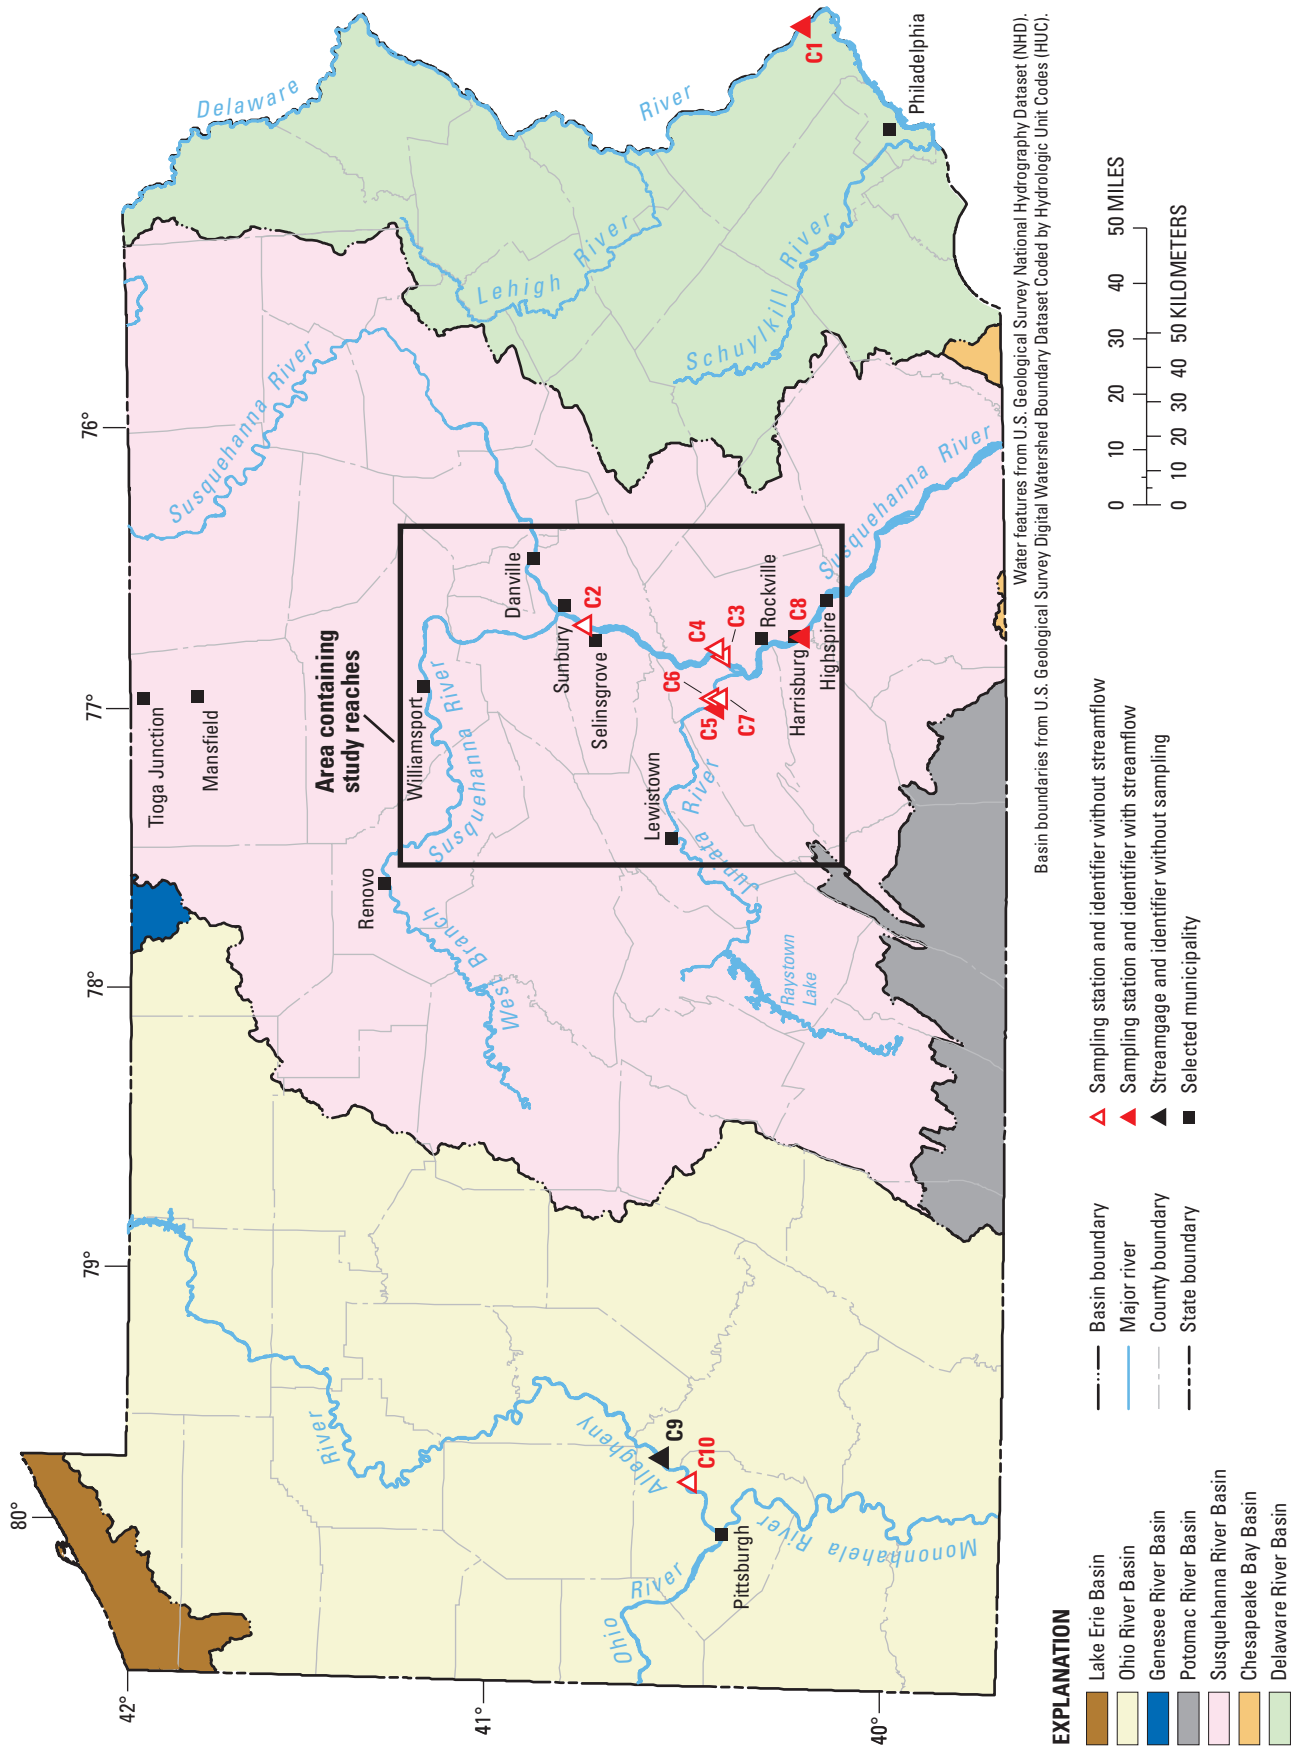 80°
79°
78°
77°
76°
42°
41°
40°
Delaware
River
Lehigh River
Schuylkill River
Susquehanna River
Susquehanna River
West Branch Susquehanna River
Juniata River
Raystown
Lake
Allegheny
River
Ohio River
Mononhahela River
Tioga Junction
Mansfield
Area containing
study reaches
Renovo
Williamsport
Danville
Sunbury
Selinsgrove
Lewistown
Rockville
Harrisburg
Highspire
Philadelphia
Pittsburgh
C1
C2
C3
C4
C5
C6
C7
C8
C9
C10
Water features from U.S. Geological Survey National Hydrography Dataset (NHD).
Basin boundaries from U.S. Geological Survey Digital Watershed Boundary Dataset Coded by Hydrologic Unit Codes (HUC).
0 10 20 30 40 50 MILES
0 10 20 30 40 50 KILOMETERS
EXPLANATION
Lake Erie Basin
Ohio River Basin
Genesee River Basin
Potomac River Basin
Susquehanna River Basin
Chesapeake Bay Basin
Delaware River Basin
Basin boundary
Major river
County boundary
State boundary
Sampling station and identifier without streamflow
Sampling station and identifier with streamflow
Streamgage and identifier without sampling
Selected municipality